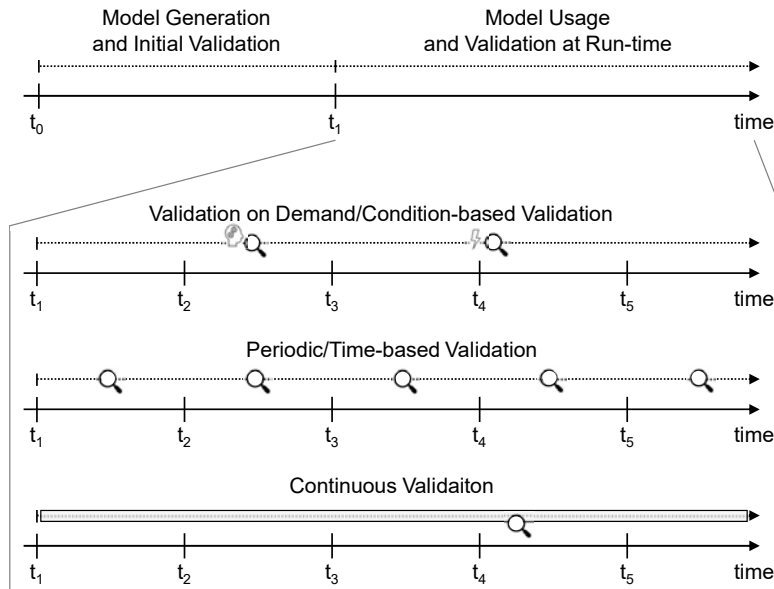 Model Generation
and Initial Validation
Model Usage
and Validation at Run-time
t0 t1 time
Validation on Demand/Condition-based Validation
t1 t2 t3 t4 t5 time
Periodic/Time-based Validation
t1 t2 t3 t4 t5 time
Continuous Validaiton
t1 t2 t3 t4 t5 time